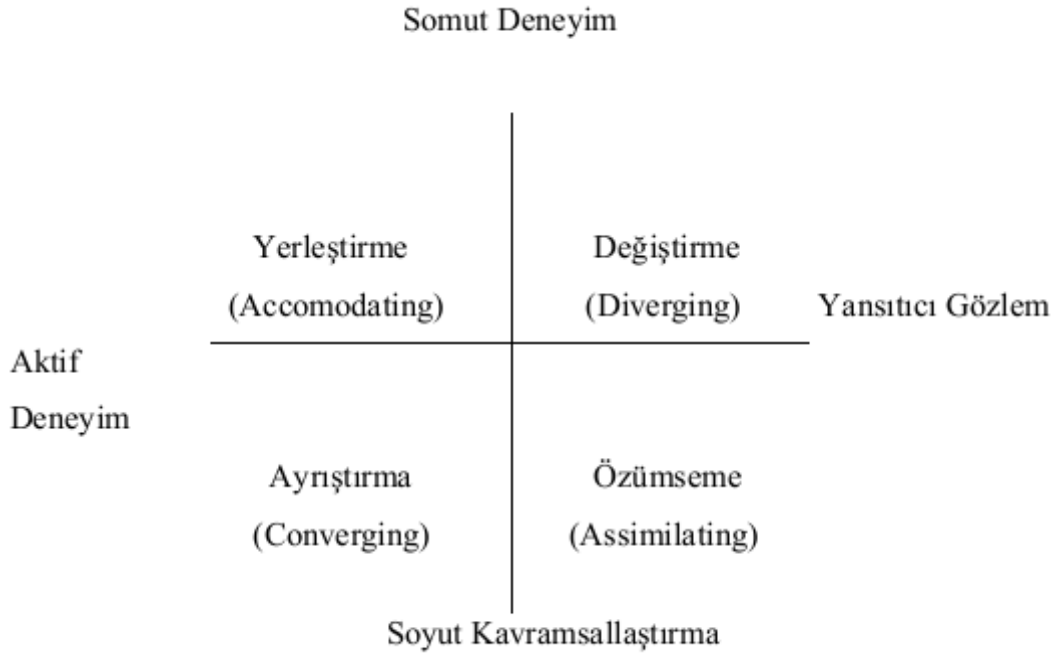 Somut Deneyim
Yerleştirme
(Accomodating)
Değiştirme
(Diverging)
Yansıtıcı Gözlem
Aktif
Deneyim
Ayrıştırma
(Converging)
Özümseme
(Assimilating)
Soyut Kavramsallaştırma